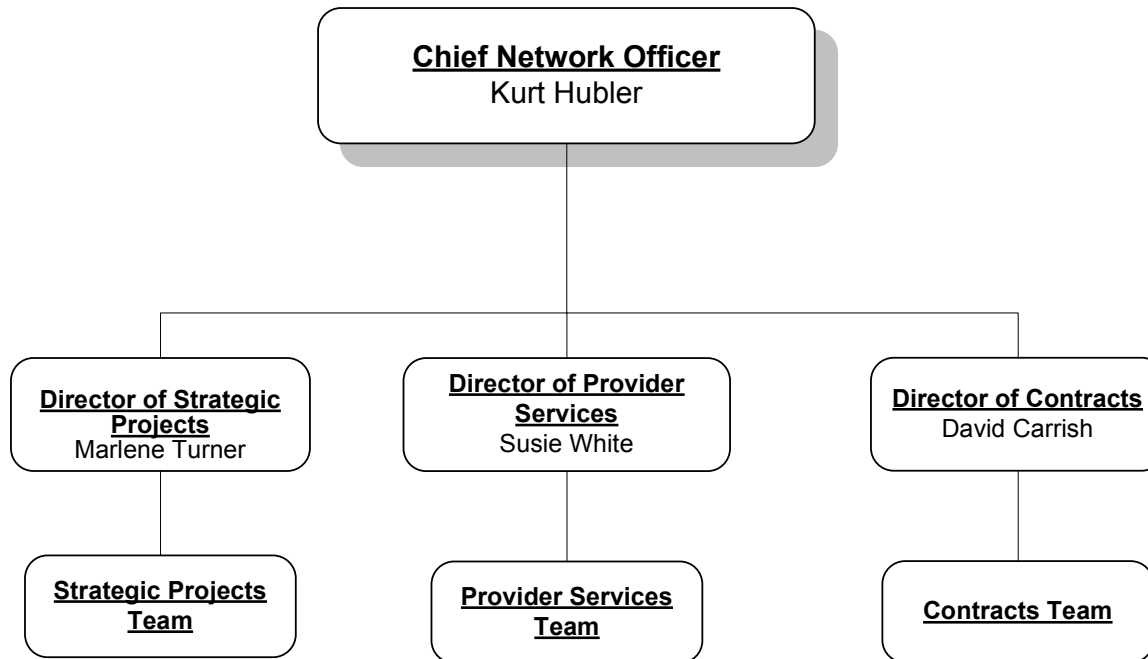 Chief Network Officer
Kurt Hubler
Director of Strategic
Projects
Marlene Turner
Director of Provider
Services
Susie White
Director of Contracts
David Carrish
Strategic Projects
Team
Provider Services
Team
Contracts Team